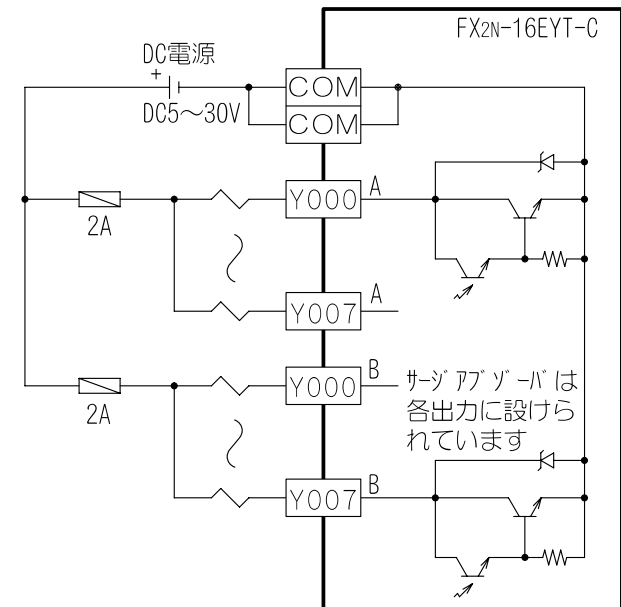 FX2N-16EYT-C
DC電源
+
DC5～30V
COM
COM
Y000
A
2A
Y007
A
Y000
B
2A
サージアブソーバは
各出力に設けら
れています
Y007
B